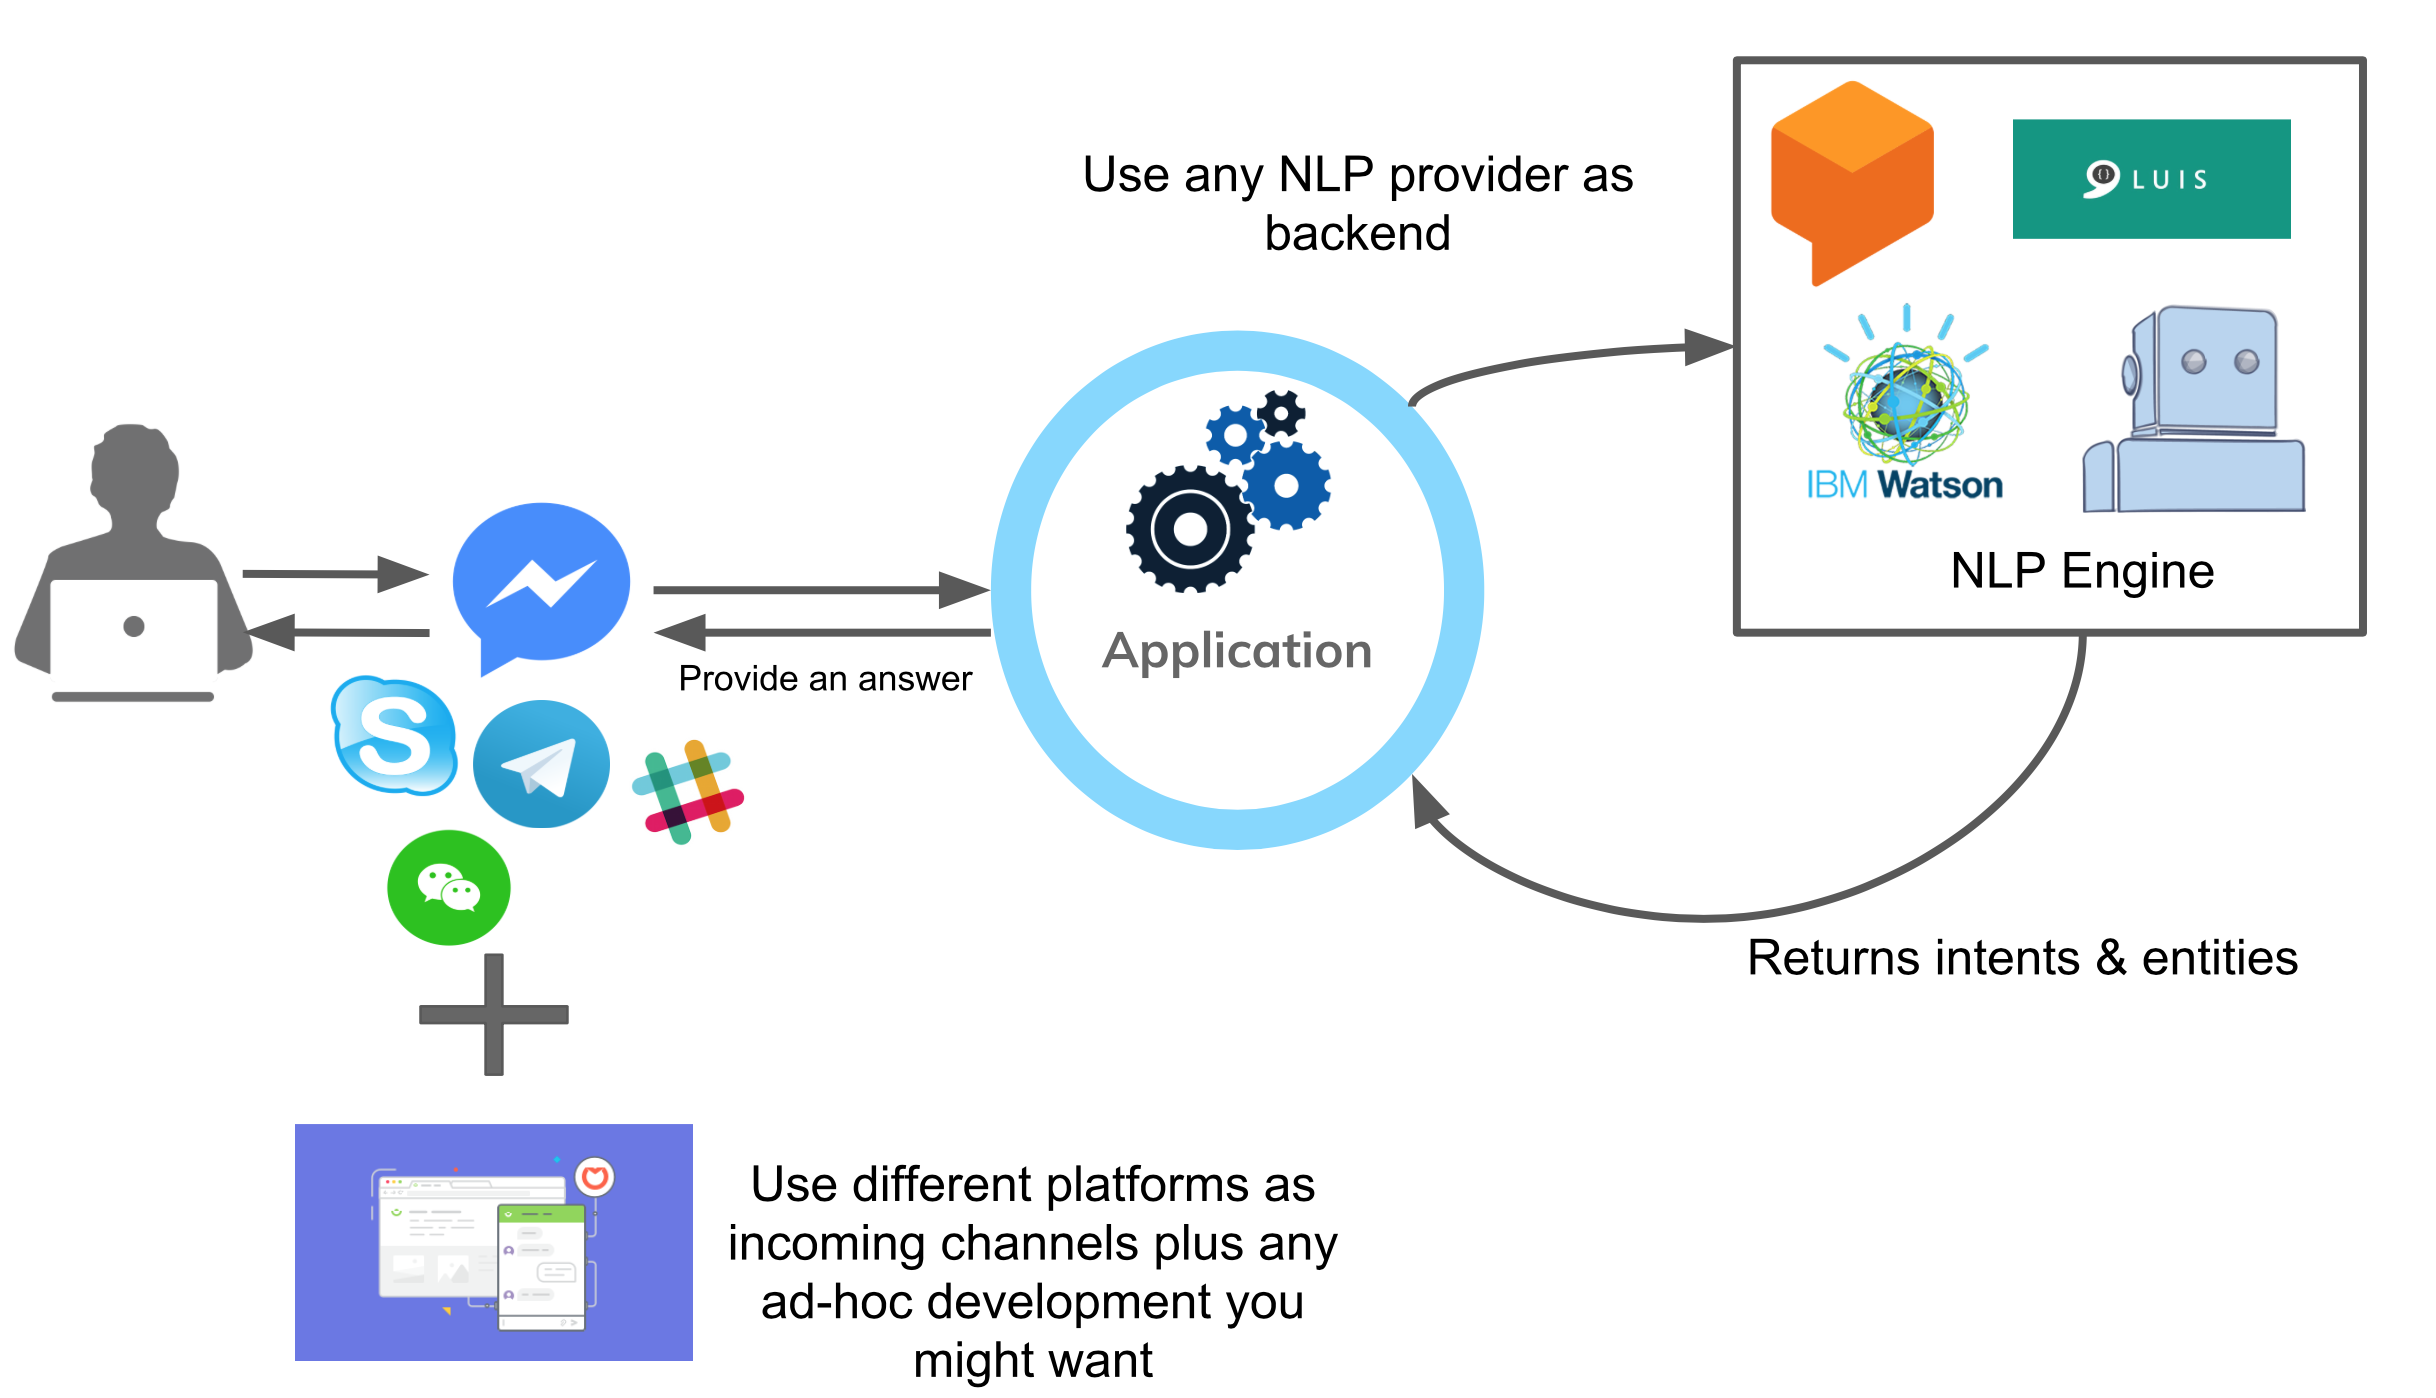 Use any NLP provider as
backend
LUIS
IBM Watson
NLP Engine
Application
Provide an answer
Returns intents & entities
Use different platforms as
incoming channels plus any
ad-hoc development you
might want